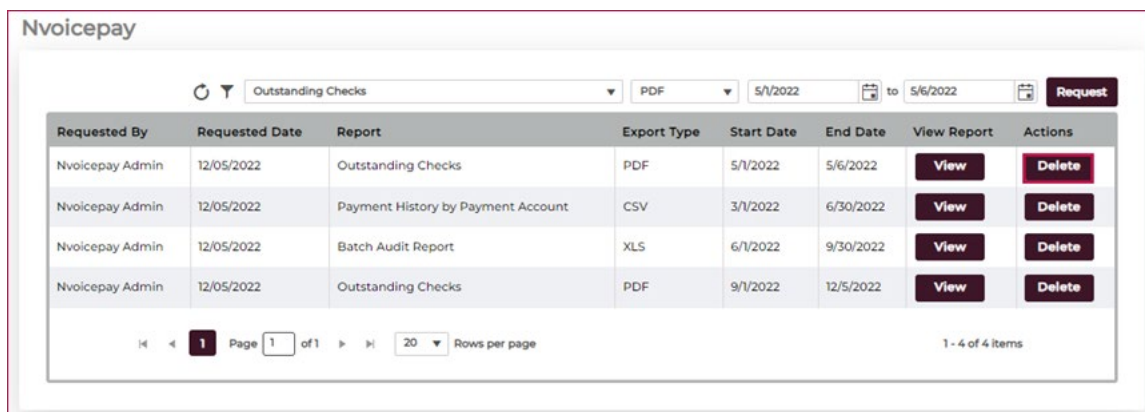 Nvoicepay
Outstanding Checks PDF 5/1/2022 to 5/6/2022 Request
Requested By Requested Date Report Export Type Start Date End Date View Report Actions
Nvoicepay Admin 12/05/2022 Outstanding Checks PDF 5/1/2022 5/6/2022 View Delete
Nvoicepay Admin 12/05/2022 Payment History by Payment Account CSV 3/1/2022 6/30/2022 View Delete
Nvoicepay Admin 12/05/2022 Batch Audit Report XLS 6/1/2022 9/30/2022 View Delete
Nvoicepay Admin 12/05/2022 Outstanding Checks PDF 9/1/2022 12/5/2022 View Delete
1 Page 1 of 1 20 Rows per page 1 - 4 of 4 items